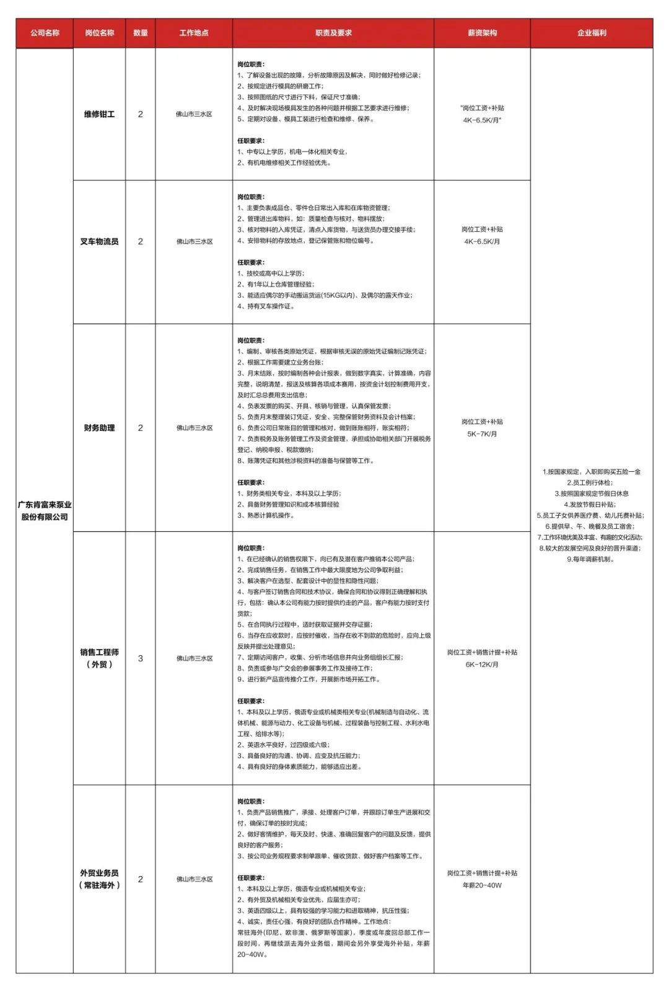 公司名称
岗位名称
数量
工作地点
职责及要求
薪资架构
企业福利
广东肯富来泵业
股份有限公司
维修钳工
2
佛山市三水区
岗位职责：
1、了解设备出现的故障，分析故障原因及解决，同时做好检修记录；
2、按规定进行模具的研磨工作；
3、按照图纸的尺寸进行下料，保证尺寸准确；
4、及时解决现场模具发生的各种问题并根据工艺要求进行维修；
5、定期对设备、模具工装进行检查和维修、保养。
任职要求：
1、中专以上学历，机电一体化相关专业，
2、有机电维修相关工作经验优先。
"岗位工资+补贴
4K-6.5K/月"
叉车物流员
2
佛山市三水区
岗位职责：
1、主要负表成品仓、零件仓日常出入库和在库物资管理；
2、管理进出库物料，如：质量检查与核对、物料摆放；
3、核对物料的入库凭证，清点入库货物，与送货员办理交接手续；
4、安排物料的存放地点，登记保管账和物位编号。
任职要求：
1、技校或高中以上学历；
2、有1年以上仓库管理经验；
3、能适应偶尔的手动搬运货运(15KG以内)、及偶尔的露天作业；
4、持有叉车操作证。
岗位工资+补贴
4K-6.5K/月
财务助理
2
佛山市三水区
岗位职责：
1、编制、审核各类原始凭证，根据审核无误的原始凭证编制记账凭证；
2、根据工作需要建立业务台账；
3、月末结账，按时编制各种会计报表，做到数字真实，计算准确，内容
完整，说明清楚，报送及核算各项成本赛用，按资金计划控制费用开支，
及时汇总总费用支出信息；
4、负表发票的购买、开具、核销与管理，认真保管发票；
5、负责月末整理装订凭证，安全、完整保管财务资料及会计档案；
6、负责公司日常账目的管理和核对，做到账账相符，账实相符；
7、负责税务及账务管理工作及资金管理，承担或协助相关部门开展税务
登记、纳税申报、税款缴纳；
8、账薄凭证和其他涉税资料的准备与保管等工作。
任职要求：
1、财务类相关专业，本科及以上学历；
2、具备财务管理知识和成本核算经验
3、熟悉计算机操作。
岗位工资+补贴
5K-7K/月
销售工程师
（外贸）
3
佛山市三水区
岗位职责：
1、在已经确认的销售权限下，向已有及潜在客户推销本公司产品；
2、完成销售任务，在销售工作中最大限度地为公司争取利益；
3、解决客户在选型、配套设计中的显性和隐性问题；
4、与客户签订销售合同和技术协议，确保合同和协议得到正确理解和执
行，包括：确认本公司有能力按时提供约走的产品，客户有能力按时支付
货款；
5、在合同执行过程中，适时获取证据并交存证据；
6、当存在应收款时，应按时催收，当存在收不到款的危险时，应向上级
反映并提出处理意见；
7、定期访问客户，收集、分析市场信息并向业务组组长汇报；
8、负责或参与广交会的参展事务工作及接待工作；
9、进行新产品宣传推介工作，开展新市场开拓工作。
任职要求：
1、本科及以上学历，俄语专业或机械类相关专业(机械制造与自动化、流
体机械、能源与动力、化工设备与机械、过程装备与控制工程、水利水电
工程、给排水等)；
2、英语水平良好，过四级或六级；
3、具备良好的沟通、协调、应变及抗压能力；
4、具有良好的身体素质能力，能够适应出差。
岗位工资+销售计提+补贴
6K-12K/月
外贸业务员
（常驻海外）
2
佛山市三水区
岗位职责：
1、负责产品销售推广，承接、处理客户订单，并跟踪订单生产进展和交
付，确保订单的按时完成；
2、做好客情维护，每天及时、快速、准确回复客户的问题及反馈，提供
良好的客户服务；
3、按公司业务规程要求制单跟单、催收货款、做好客户档案等工作。
任职要求：
1、本科及以上学历，俄语专业或机械相关专业；
2、有外贸及机械相关专业优先，应届生亦可；
3、英语四级以上，具有较强的学习能力和进取精神，抗压性强；
4、诚实，责任心强，有良好的团队合作精神。工作地点：
常驻海外(印尼、欧非澳、俄罗斯等国家)，季度或年度回总部工作一
段时间，再继续派去海外业务组，期间会另外享受海外补贴，年薪
20-40W。
岗位工资+销售计提+补贴
年薪20-40W
1.按国家规定，入职即购买五险一金
2.员工例行体检；
3.按照国家规定节假日休息
4.发放节假日补贴；
5.员工子女供养医疗费、幼儿托费补贴；
6.提供早、午、晚餐及员工宿舍；
7.工作环境优美及丰富、有趣的文化活动；
8.较大的发展空间及良好的晋升渠道；
9.每年调薪机制。